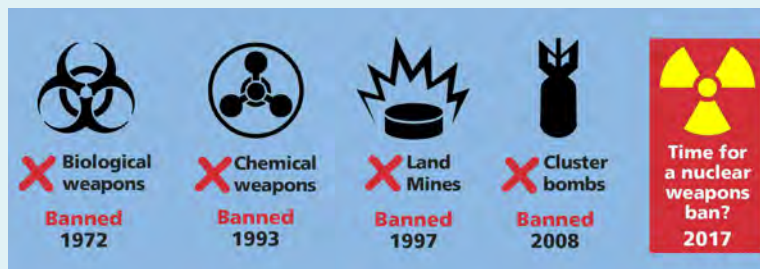 Biological
weapons
Banned
1972
Chemical
weapons
Banned
1993
Land
Mines
Banned
1997
Cluster
bombs
Banned
2008
Time for
a nuclear
weapons
ban?
2017